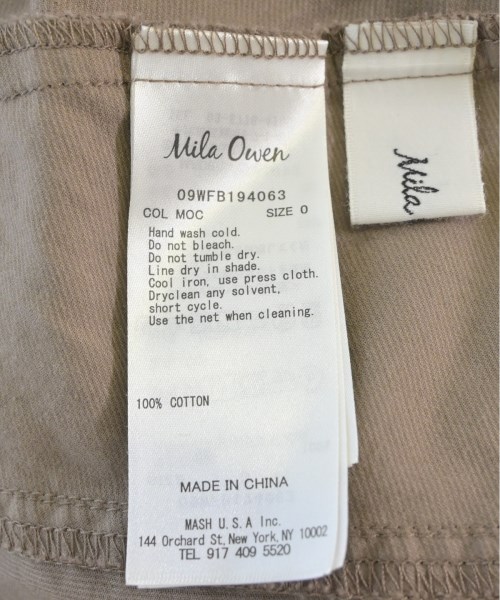 Mila Owen
09WFB194063
COL MOC SIZE 0
Hand wash cold.
Do not bleach.
Do not tumble dry.
Line dry in shade.
Cool iron, use press cloth.
Dryclean any solvent,
short cycle.
Use the net when cleaning.
100% COTTON
MADE IN CHINA
MASH U.S.A Inc.
144 Orchard St. New York, NY 10002
TEL 917 409 5520
Mila